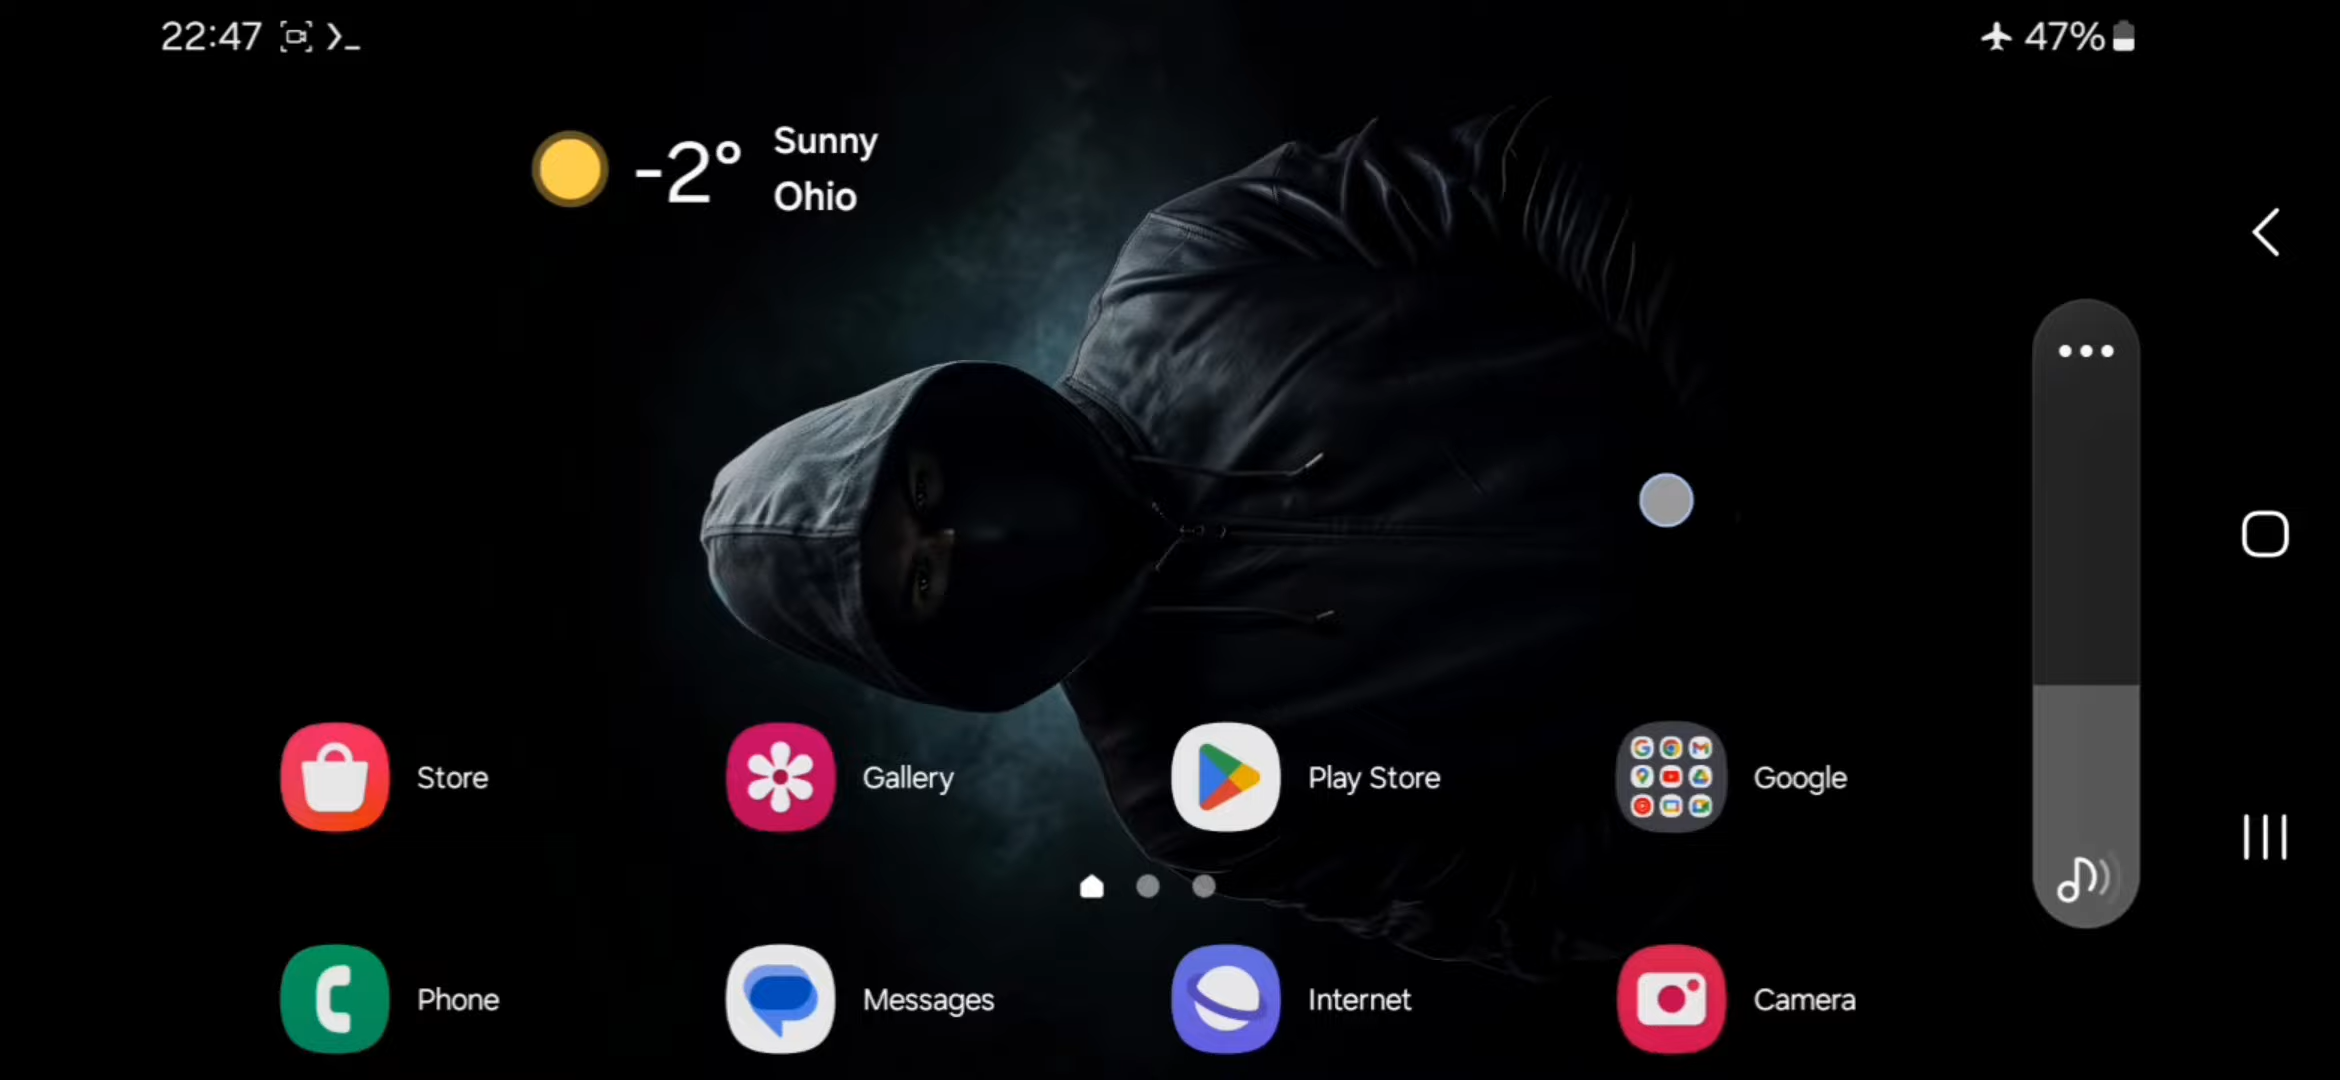 22:47
47%
-2°
Sunny
Ohio
Store
Gallery
Play Store
Google
Phone
Messages
Internet
Camera